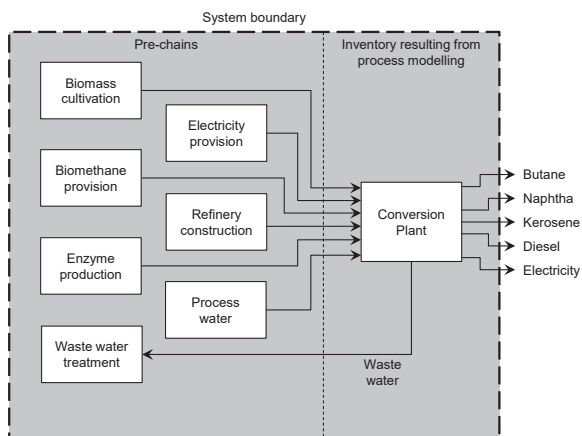 System boundary
Pre-chains
Inventory resulting from
process modelling
Biomass
cultivation
Electricity
provision
Biomethane
provision
Refinery
construction
Enzyme
production
Process
water
Waste water
treatment
Conversion
Plant
Waste
water
Butane
Naphtha
Kerosene
Diesel
Electricity